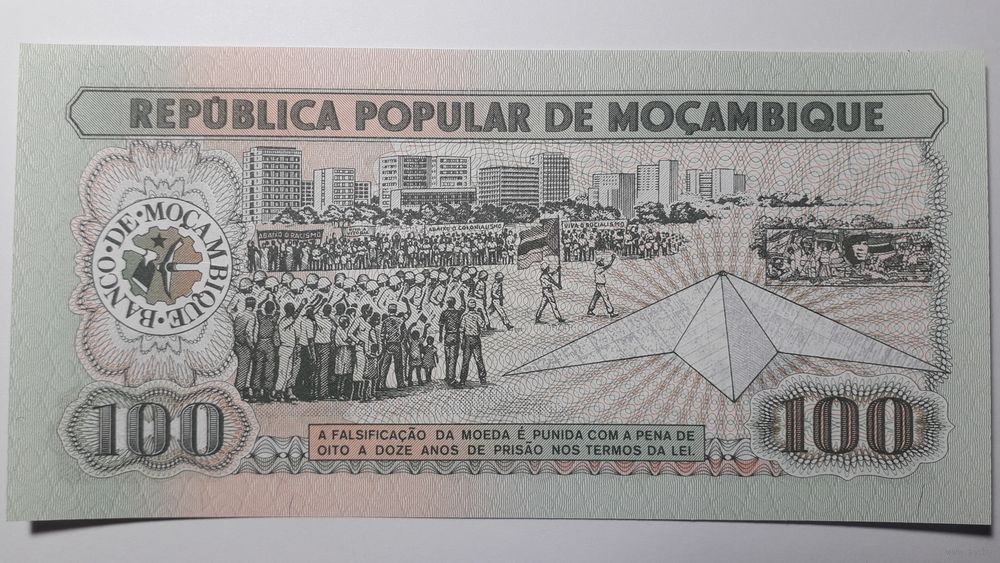 REPÚBLICA POPULAR DE MOÇAMBIQUE
ABAIXO O RACISMO
ABAIXO O COLONIALISMO
VIVA O SOCIALISMO
BANCO·DE·MOÇAMBIQUE·
100
100
A FALSIFICAÇÃO DA MOEDA É PUNIDA COM A PENA DE
OITO A DOZE ANOS DE PRISÃO NOS TERMOS DA LEI.